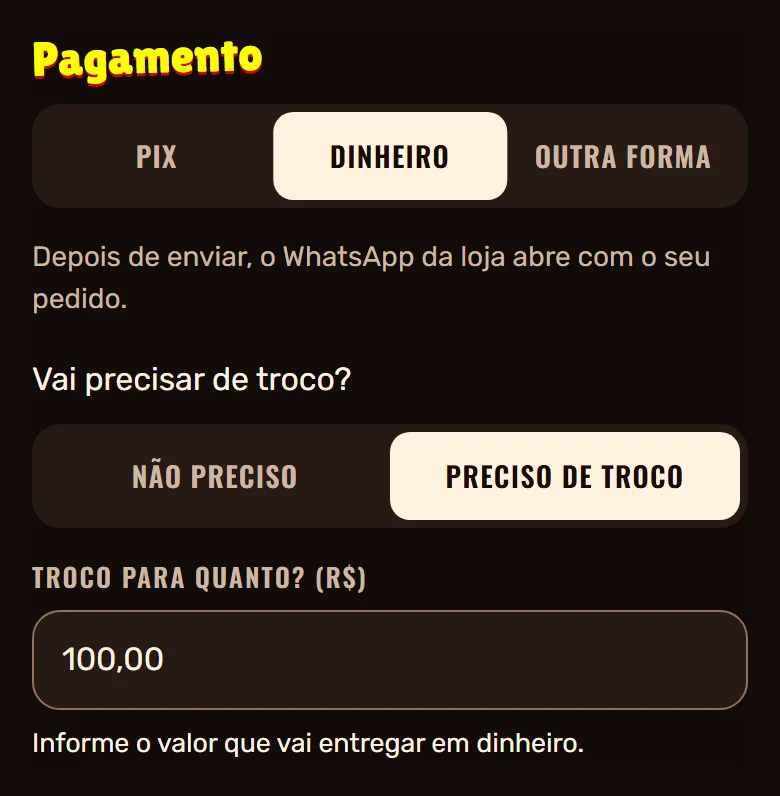 Pagamento
PIX DINHEIRO OUTRA FORMA
Depois de enviar, o WhatsApp da loja abre com o seu
pedido.
Vai precisar de troco?
NÃO PRECISO PRECISO DE TROCO
TROCO PARA QUANTO? (R$)
100,00
Informe o valor que vai entregar em dinheiro.